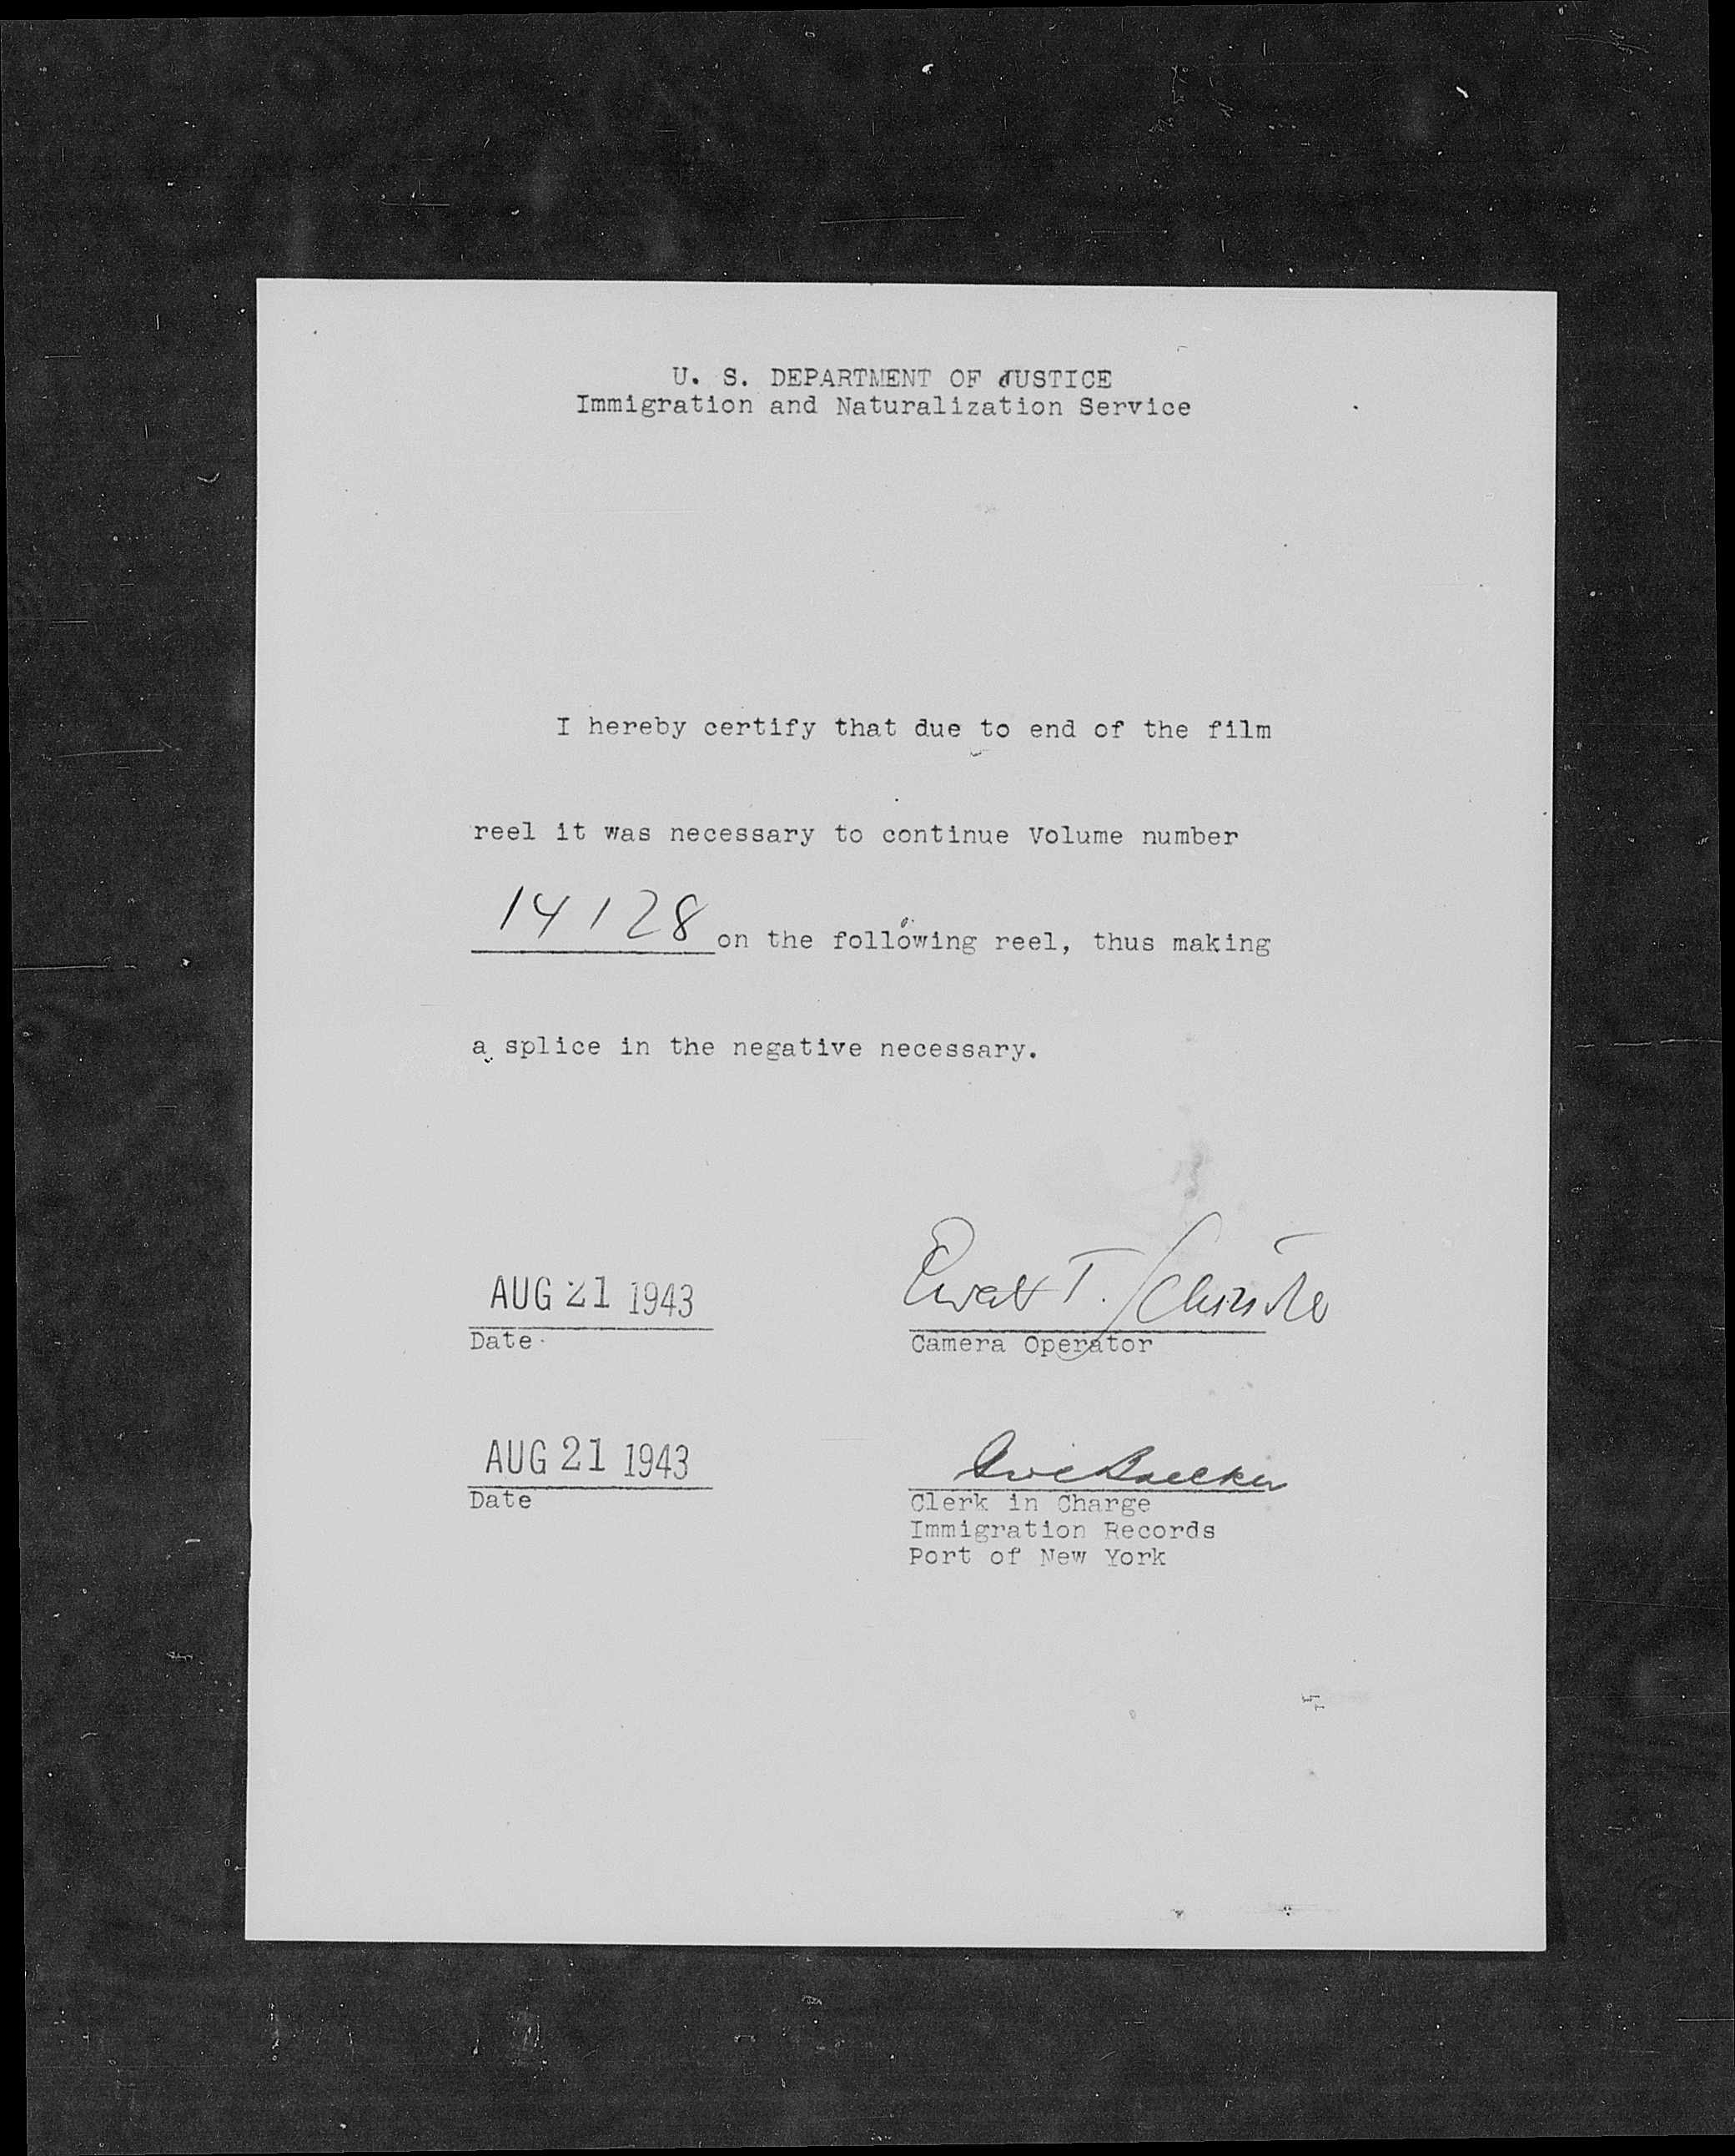 U. S. DEPARTMENT OF JUSTICE
Immigration and Naturalization Service
I hereby certify that due to end of the film
reel it was necessary to continue Volume number
14128 on the following reel, thus making
a splice in the negative necessary.
AUG 21 1943
Date
T.
Camera Operator
AUG 21 1943
Date
Clerk in Charge
Immigration Records
Port of New York